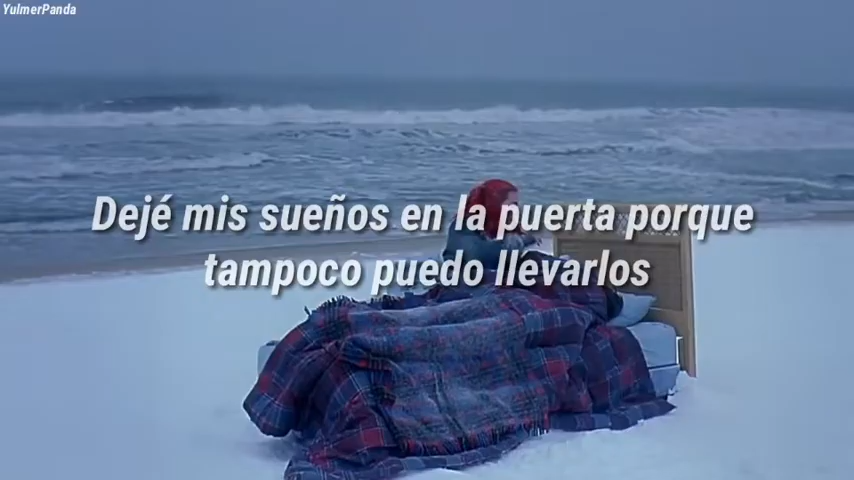 YulmerPanda
Dejé mis sueños en la puerta porque
tampoco puedo llevarlos